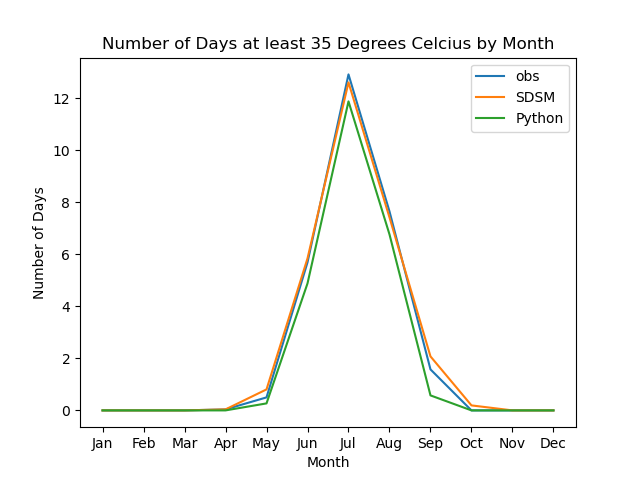 Number of Days at least 35 Degrees Celcius by Month
obs
SDSM
Python
Number of Days
12
10
8
6
4
2
0
Jan Feb Mar Apr May Jun Jul Aug Sep Oct Nov Dec
Month